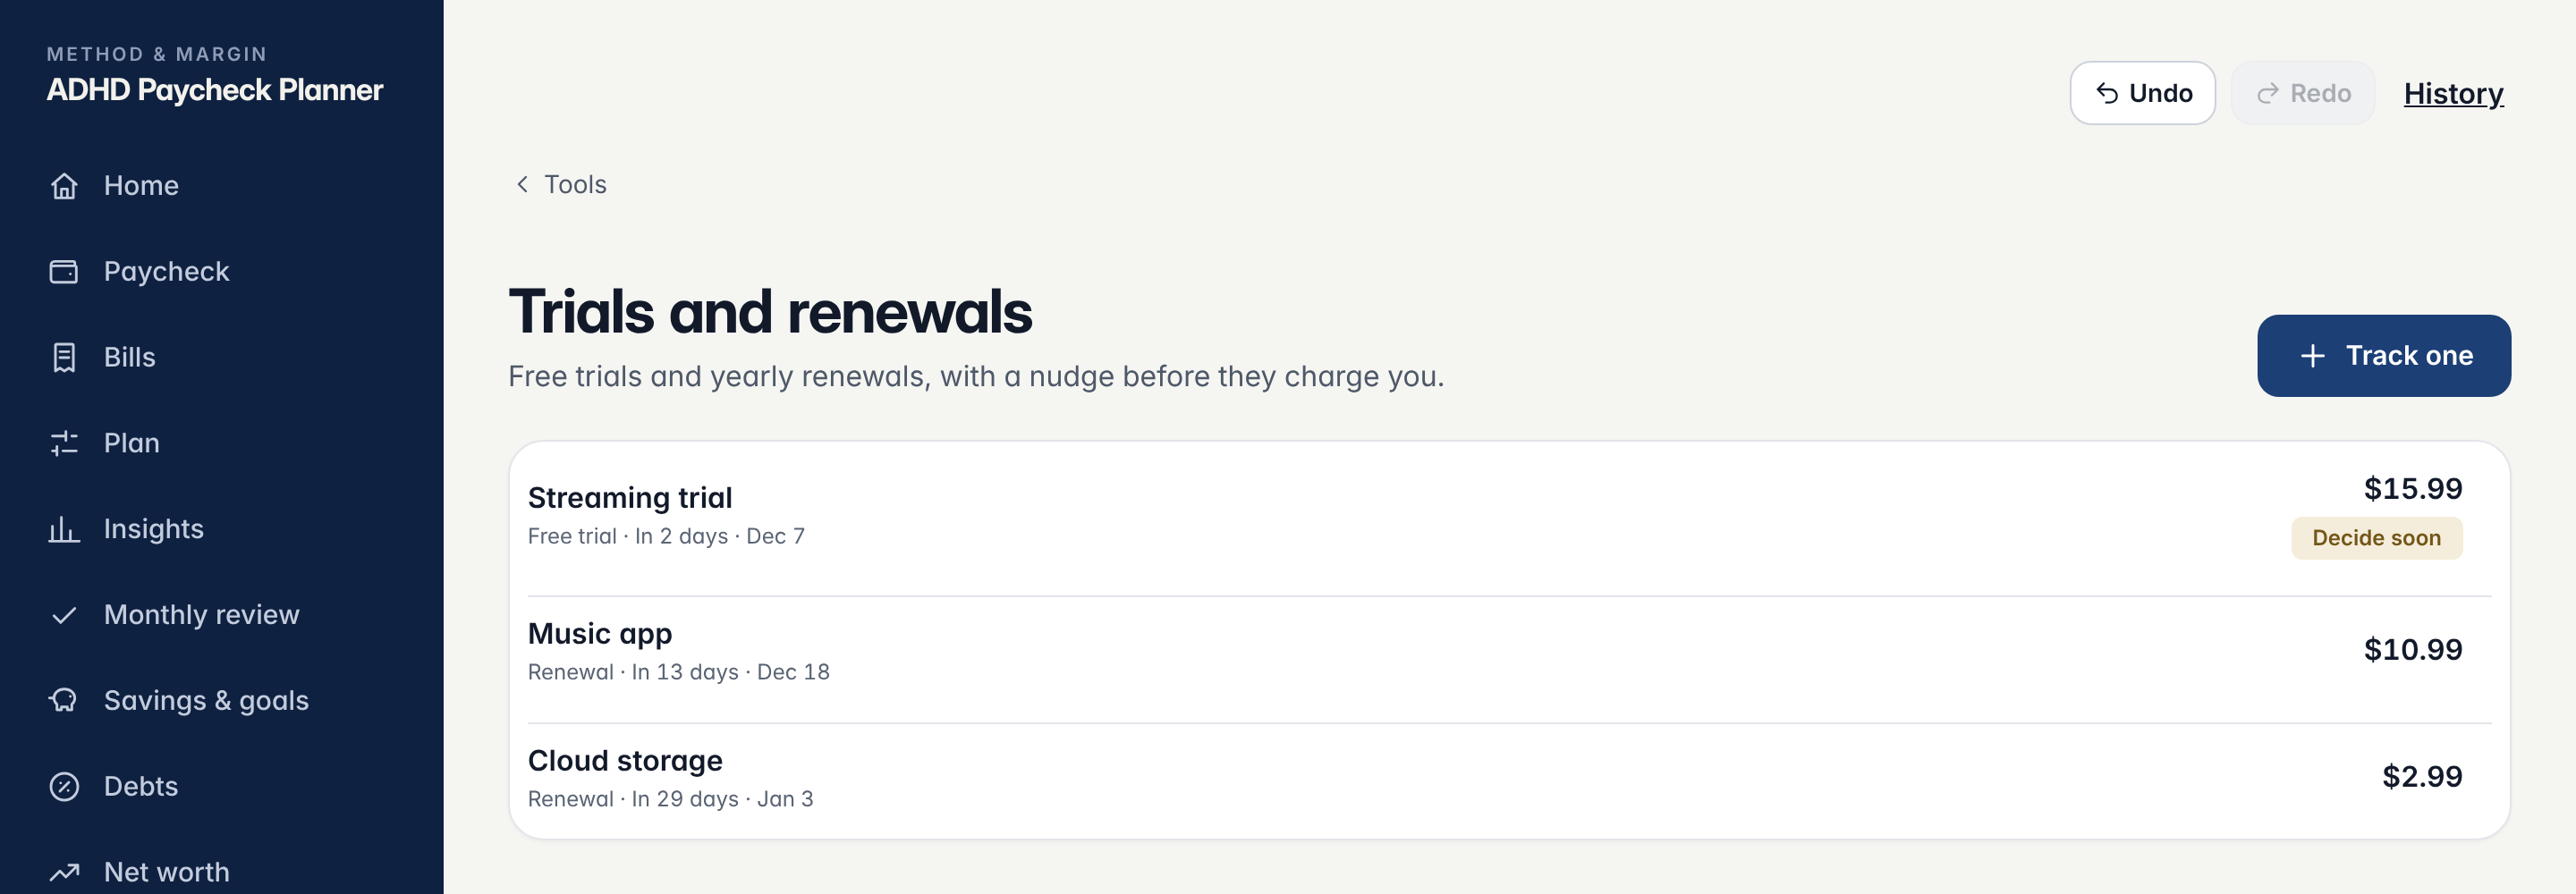 METHOD & MARGIN
ADHD Paycheck Planner
Home
Paycheck
Bills
Plan
Insights
Monthly review
Savings & goals
Debts
Net worth
Undo
Redo
History
Tools
Trials and renewals
Free trials and yearly renewals, with a nudge before they charge you.
Track one
Streaming trial
Free trial · In 2 days · Dec 7
$15.99
Decide soon
Music app
Renewal · In 13 days · Dec 18
$10.99
Cloud storage
Renewal · In 29 days · Jan 3
$2.99